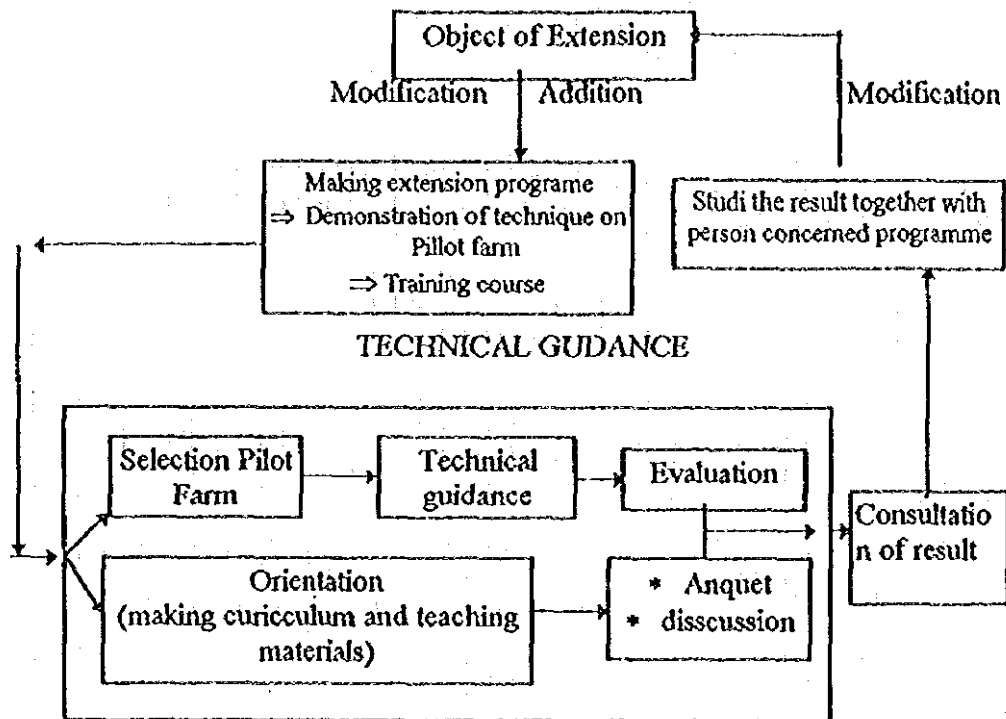 Object of Extension
Modification Addition
Modification
Making extension programe
⇒ Demonstration of technique on
Pillot farm
⇒ Training course
Studi the result together with
person concerned programme
TECHNICAL GUDANCE
Selection Pilot
Farm
Technical
guidance
Evaluation
Consultatio
n of result
Orientation
(making curicculum and teaching
materials)
* Anquet
* disscussion